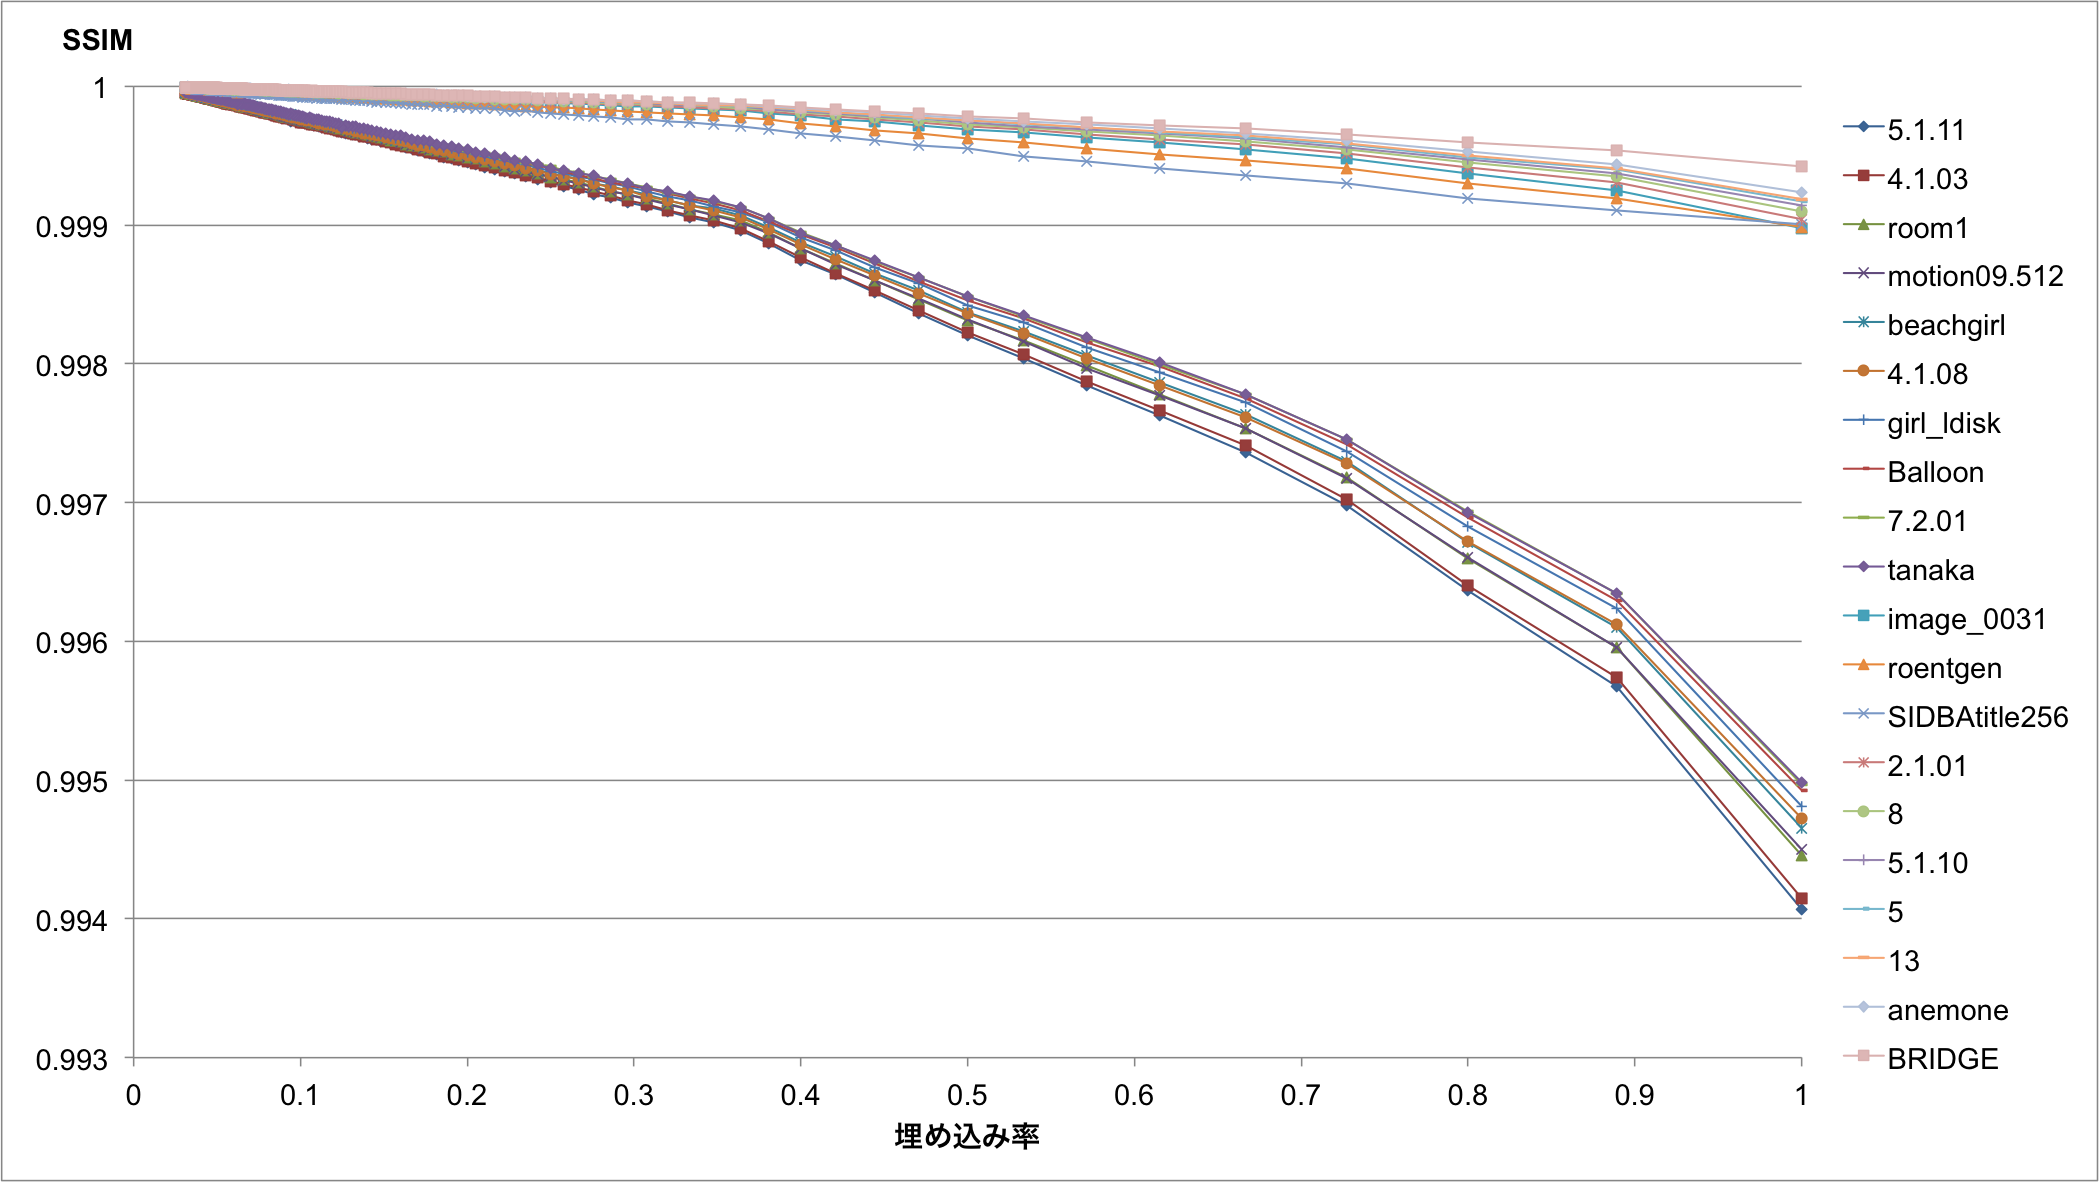 SSIM
1
0.999
0.998
0.997
0.996
0.995
0.994
0.993
0 0.1 0.2 0.3 0.4 0.5 0.6 0.7 0.8 0.9 1
埋め込み率
5.1.11
4.1.03
room1
motion09.512
beachgirl
4.1.08
girl_ldisk
Balloon
7.2.01
tanaka
image_0031
roentgen
SIDBAtitle256
2.1.01
8
5.1.10
5
13
anemone
BRIDGE